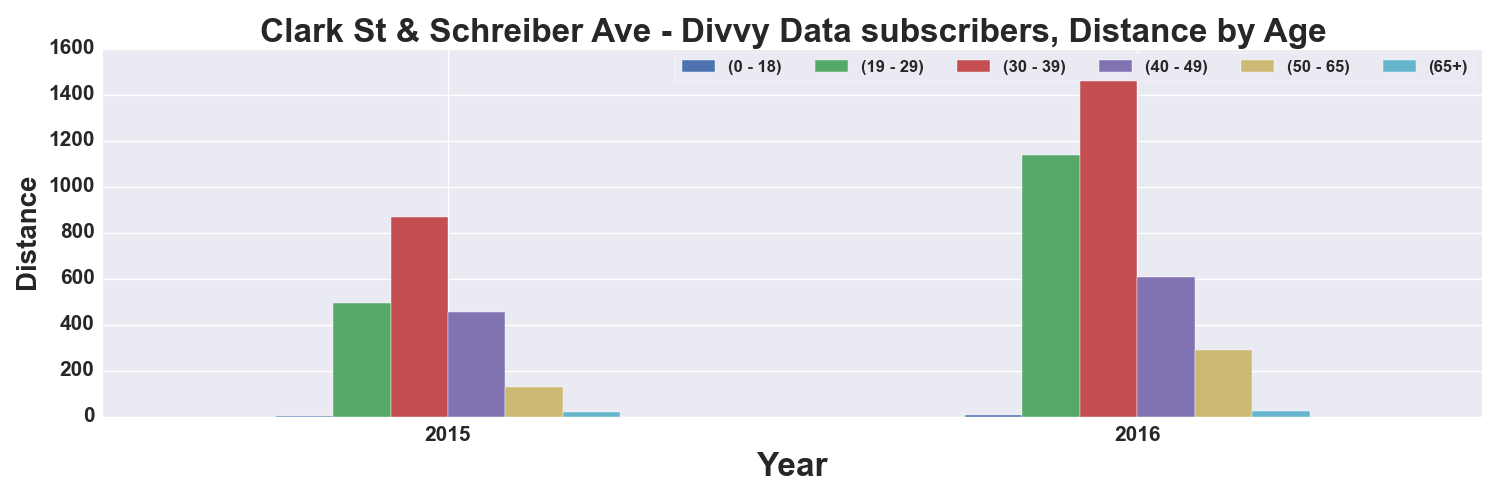 Clark St & Schreiber Ave - Divvy Data subscribers, Distance by Age
(0 - 18) (19 - 29) (30 - 39) (40 - 49) (50 - 65) (65+)
Distance
1600
1400
1200
1000
800
600
400
200
0
2015 2016
Year